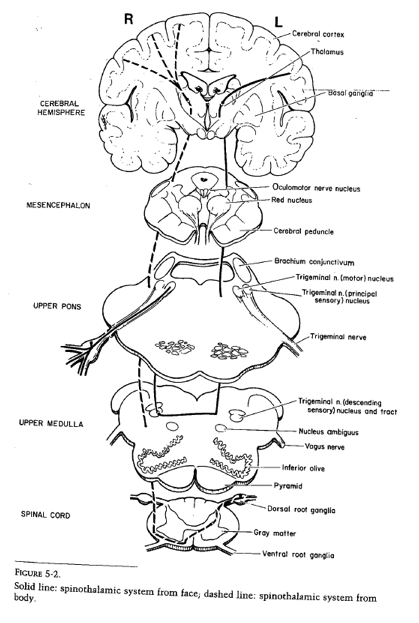 R
L
Cerebral cortex
Thalamus
Basal ganglia
CEREBRAL
HEMISPHERE
Oculomotor nerve nucleus
Red nucleus
MESENCEPHALON
Cerebral peduncle
Brachium conjunctivum
Trigeminal n. (motor) nucleus
Trigeminal n. (principal
sensory) nucleus
UPPER PONS
Trigeminal nerve
Trigeminal n. (descending
sensory) nucleus and tract
UPPER MEDULLA
Nucleus ambiguus
Vagus nerve
Inferior olive
Pyramid
Dorsal root ganglia
SPINAL CORD
Gray matter
Ventral root ganglia
FIGURE 5-2.
Solid line: spinothalamic system from face; dashed line: spinothalamic system from
body.